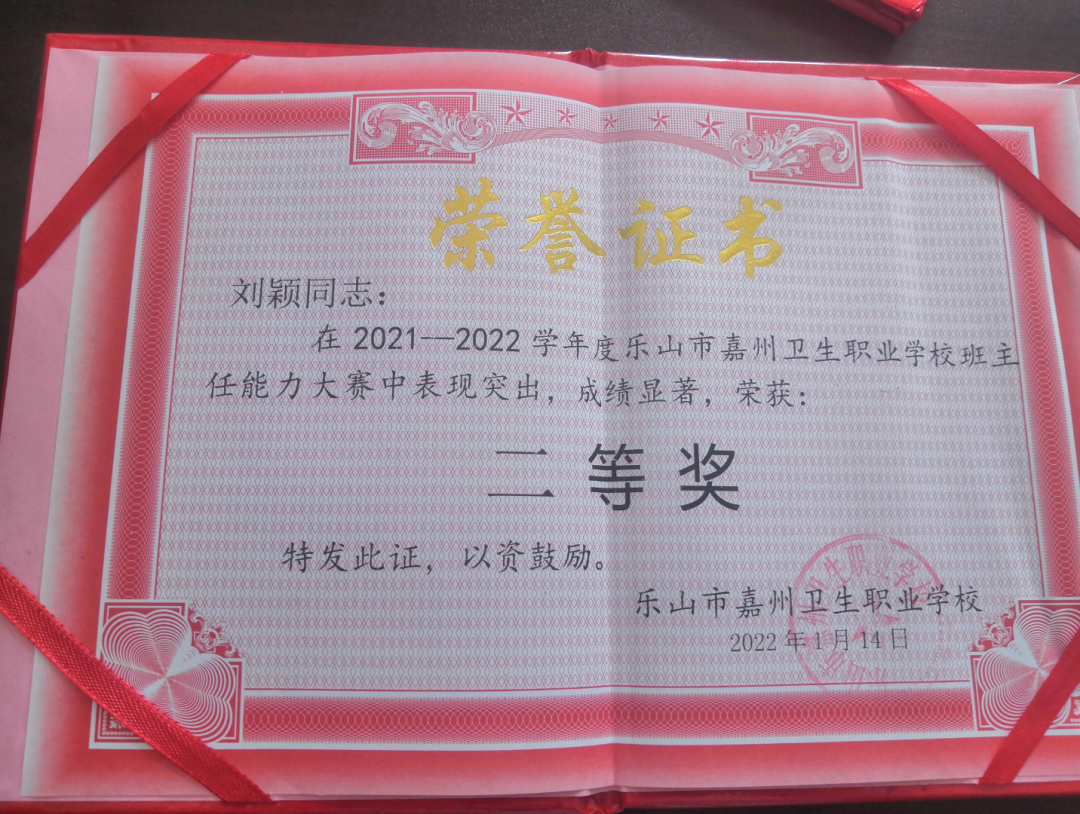 荣誉证书
刘颖同志：
在 2021--2022 学年度乐山市嘉州卫生职业学校班主
任能力大赛中表现突出，成绩显著，荣获：
二等奖
特发此证，以资鼓励。
乐山市嘉州卫生职业学校
2022 年 1 月 14 日